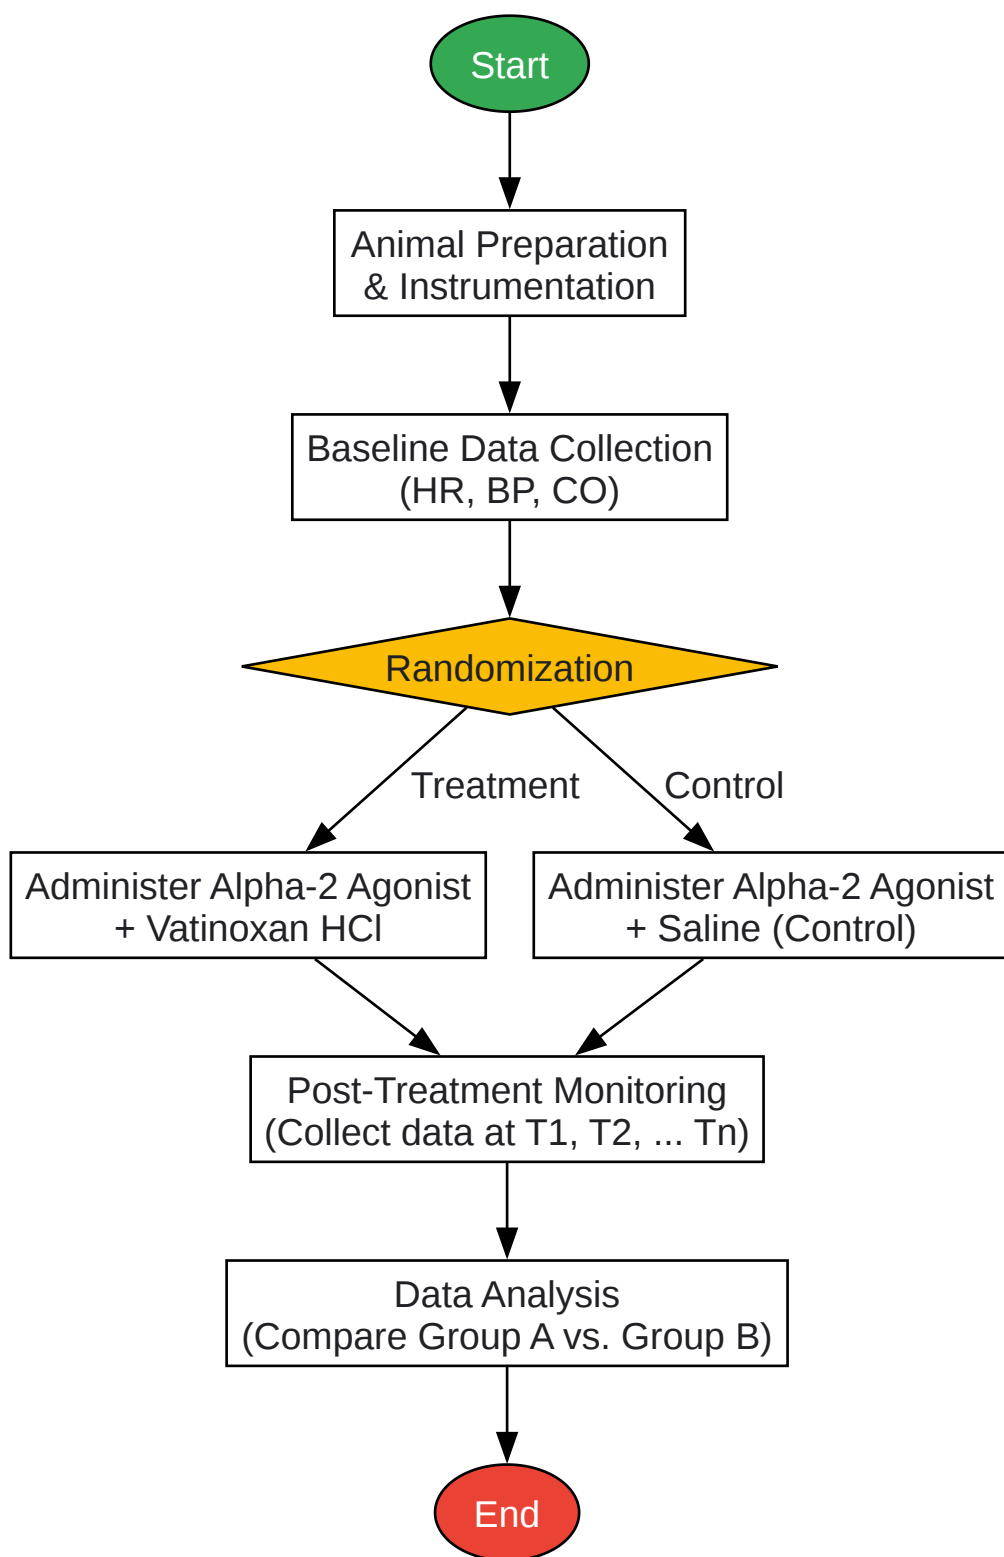 Start
Animal Preparation
& Instrumentation
Baseline Data Collection
(HR, BP, CO)
Randomization
Treatment
Control
Administer Alpha-2 Agonist
+ Vatinoxan HCl
Administer Alpha-2 Agonist
+ Saline (Control)
Post-Treatment Monitoring
(Collect data at T1, T2, ... Tn)
Data Analysis
(Compare Group A vs. Group B)
End